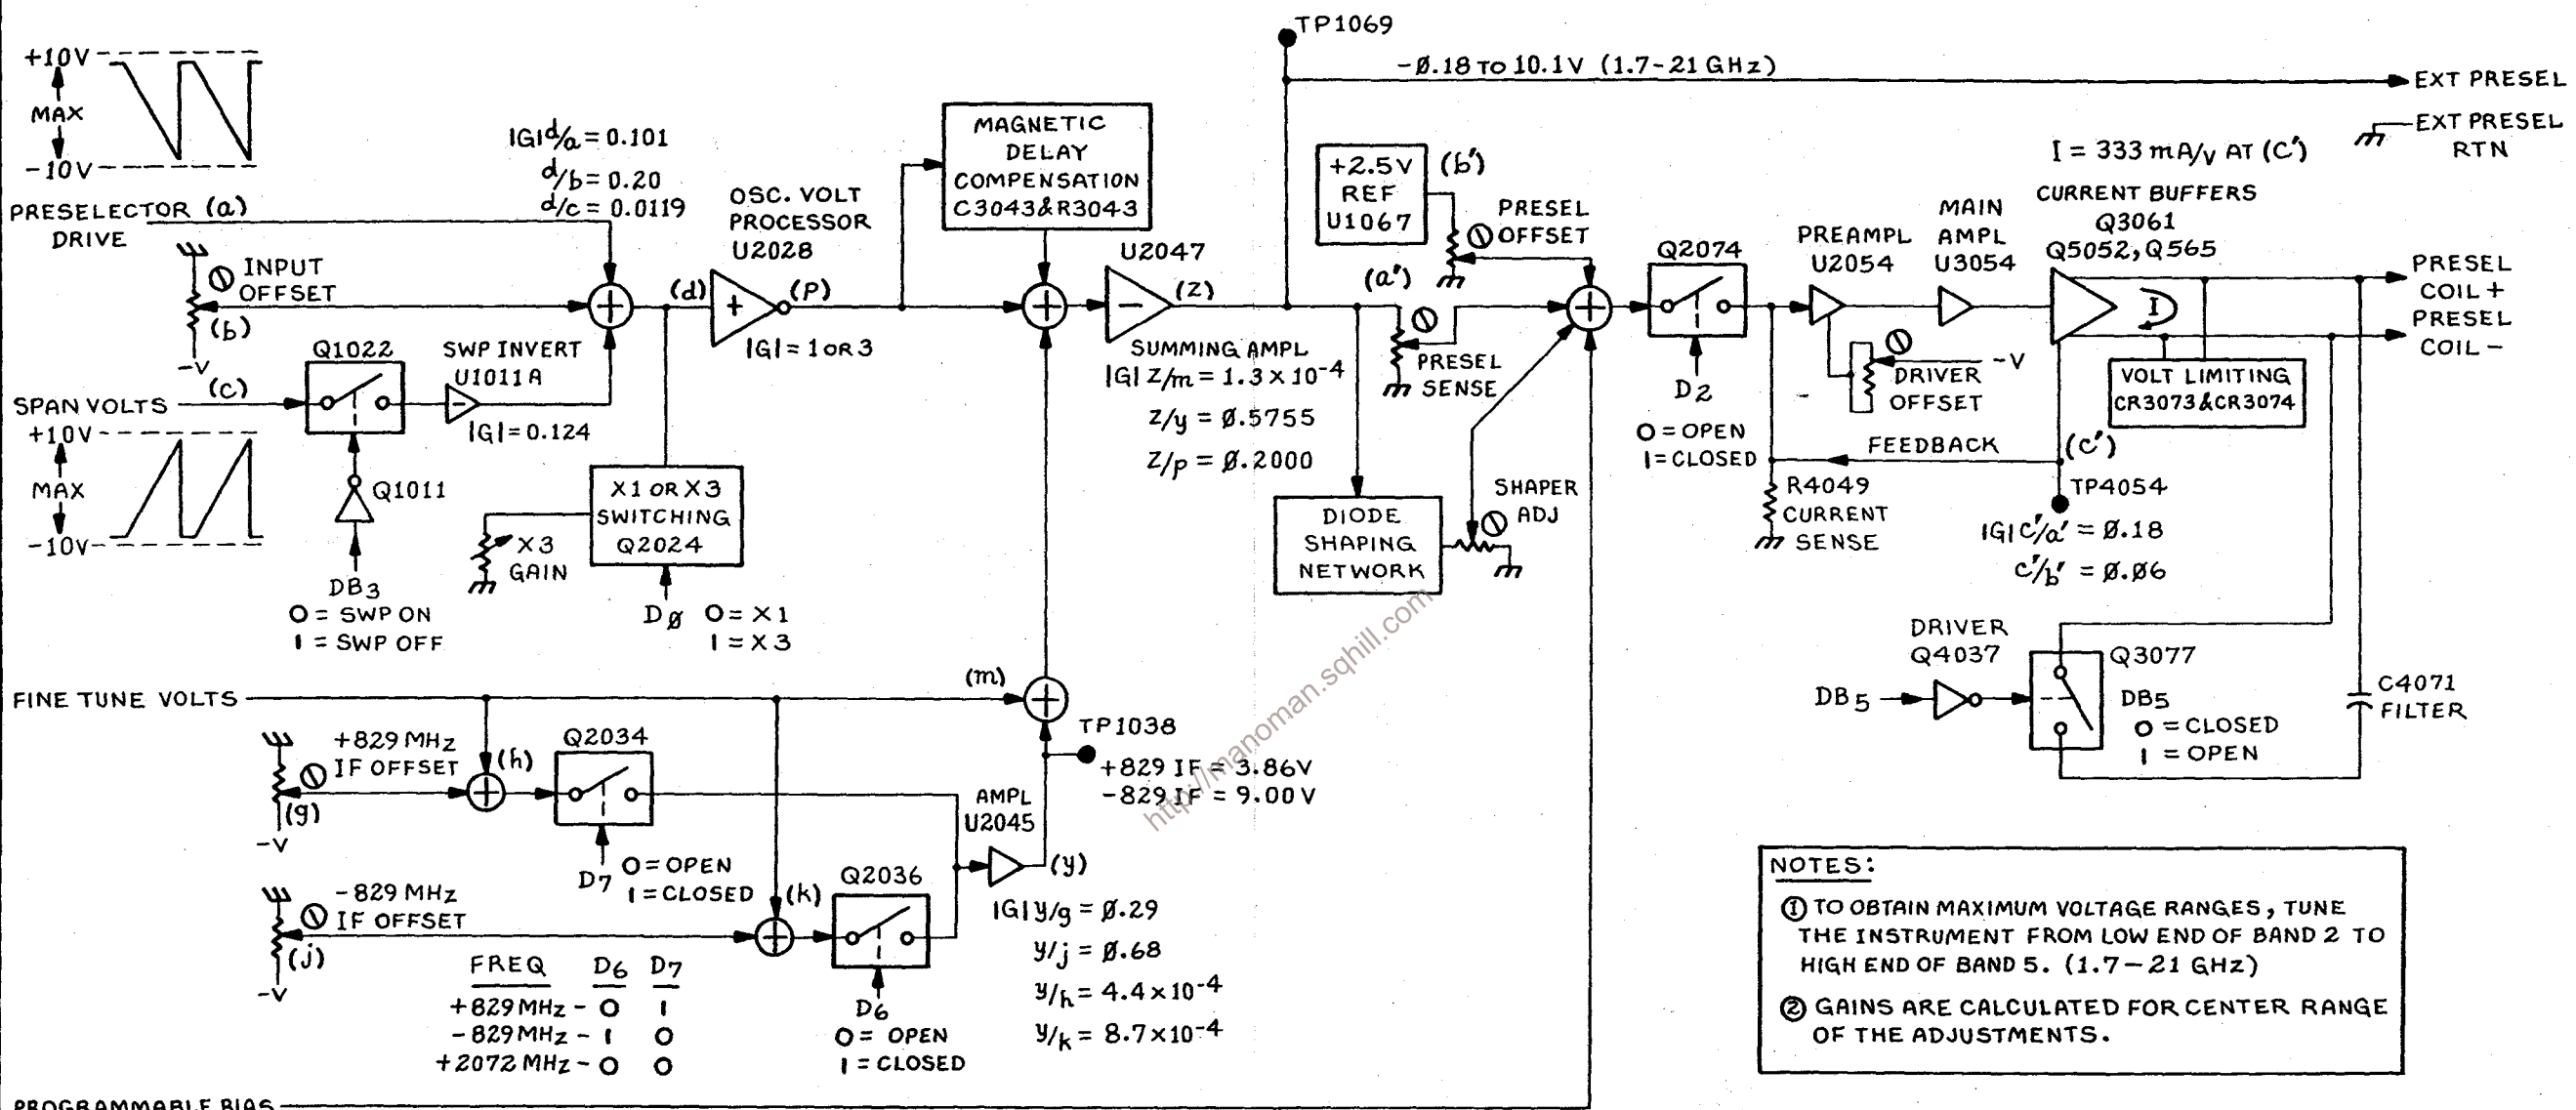 TP1069
-Ø.18 TO 10.1V (1.7-21 GHz)
EXT PRESEL
EXT PRESEL
RTN
+10V
MAX
-10V
PRESELECTOR (a)
DRIVE
|G|d/a = 0.101
d/b = 0.20
d/c = 0.0119
OSC. VOLT
PROCESSOR
U2028
MAGNETIC
DELAY
COMPENSATION
C3043&R3043
U2047
+2.5V
REF
U1067
(b')
PRESEL
OFFSET
Q2074
PREAMPL
U2054
MAIN
AMPL
U3054
I = 333 mA/V AT (C')
CURRENT BUFFERS
Q3061
Q5052, Q565
PRESEL
COIL +
PRESEL
COIL -
INPUT
OFFSET
(b)
-V
+
(d)
+
(P)
|G| = 1 OR 3
+
-
(z)
(a')
+
I
Q1022
SWP INVERT
U1011A
-
|G| = 0.124
SPAN VOLTS
(c)
+10V
MAX
-10V
Q1011
DB3
0 = SWP ON
1 = SWP OFF
X1 OR X3
SWITCHING
Q2024
X3
GAIN
DØ 0 = X1
1 = X3
SUMMING AMPL
|G| z/m = 1.3 x 10-4
z/y = Ø.5755
z/p = Ø.2000
PRESEL
SENSE
DIODE
SHAPING
NETWORK
SHAPER
ADJ
D2
0 = OPEN
1 = CLOSED
DRIVER
OFFSET
-V
VOLT LIMITING
CR3073&CR3074
FEEDBACK
(c')
R4049
CURRENT
SENSE
TP4054
|G| c'/a' = Ø.18
c'/b' = Ø.Ø6
DRIVER
Q4037
DB5
Q3077
DB5
0 = CLOSED
1 = OPEN
C4071
FILTER
FINE TUNE VOLTS
(m)
+
TP1038
+829 IF = 3.86V
-829 IF = 9.00 V
+829 MHz
IF OFFSET
(g)
-V
(h)
+
Q2034
D7
0 = OPEN
1 = CLOSED
AMPL
U2045
(y)
-829 MHz
IF OFFSET
(j)
-V
(k)
+
Q2036
D6
0 = OPEN
1 = CLOSED
|G| y/g = Ø.29
y/j = Ø.68
y/h = 4.4 x 10-4
y/k = 8.7 x 10-4
FREQ D6 D7
+829 MHz - 0 1
-829 MHz - 1 0
+2072 MHz - 0 0
NOTES:
① TO OBTAIN MAXIMUM VOLTAGE RANGES, TUNE
THE INSTRUMENT FROM LOW END OF BAND 2 TO
HIGH END OF BAND 5. (1.7-21 GHz)
② GAINS ARE CALCULATED FOR CENTER RANGE
OF THE ADJUSTMENTS.
PROGRAMMABLE BIAS
http://manoman.sqhill.com